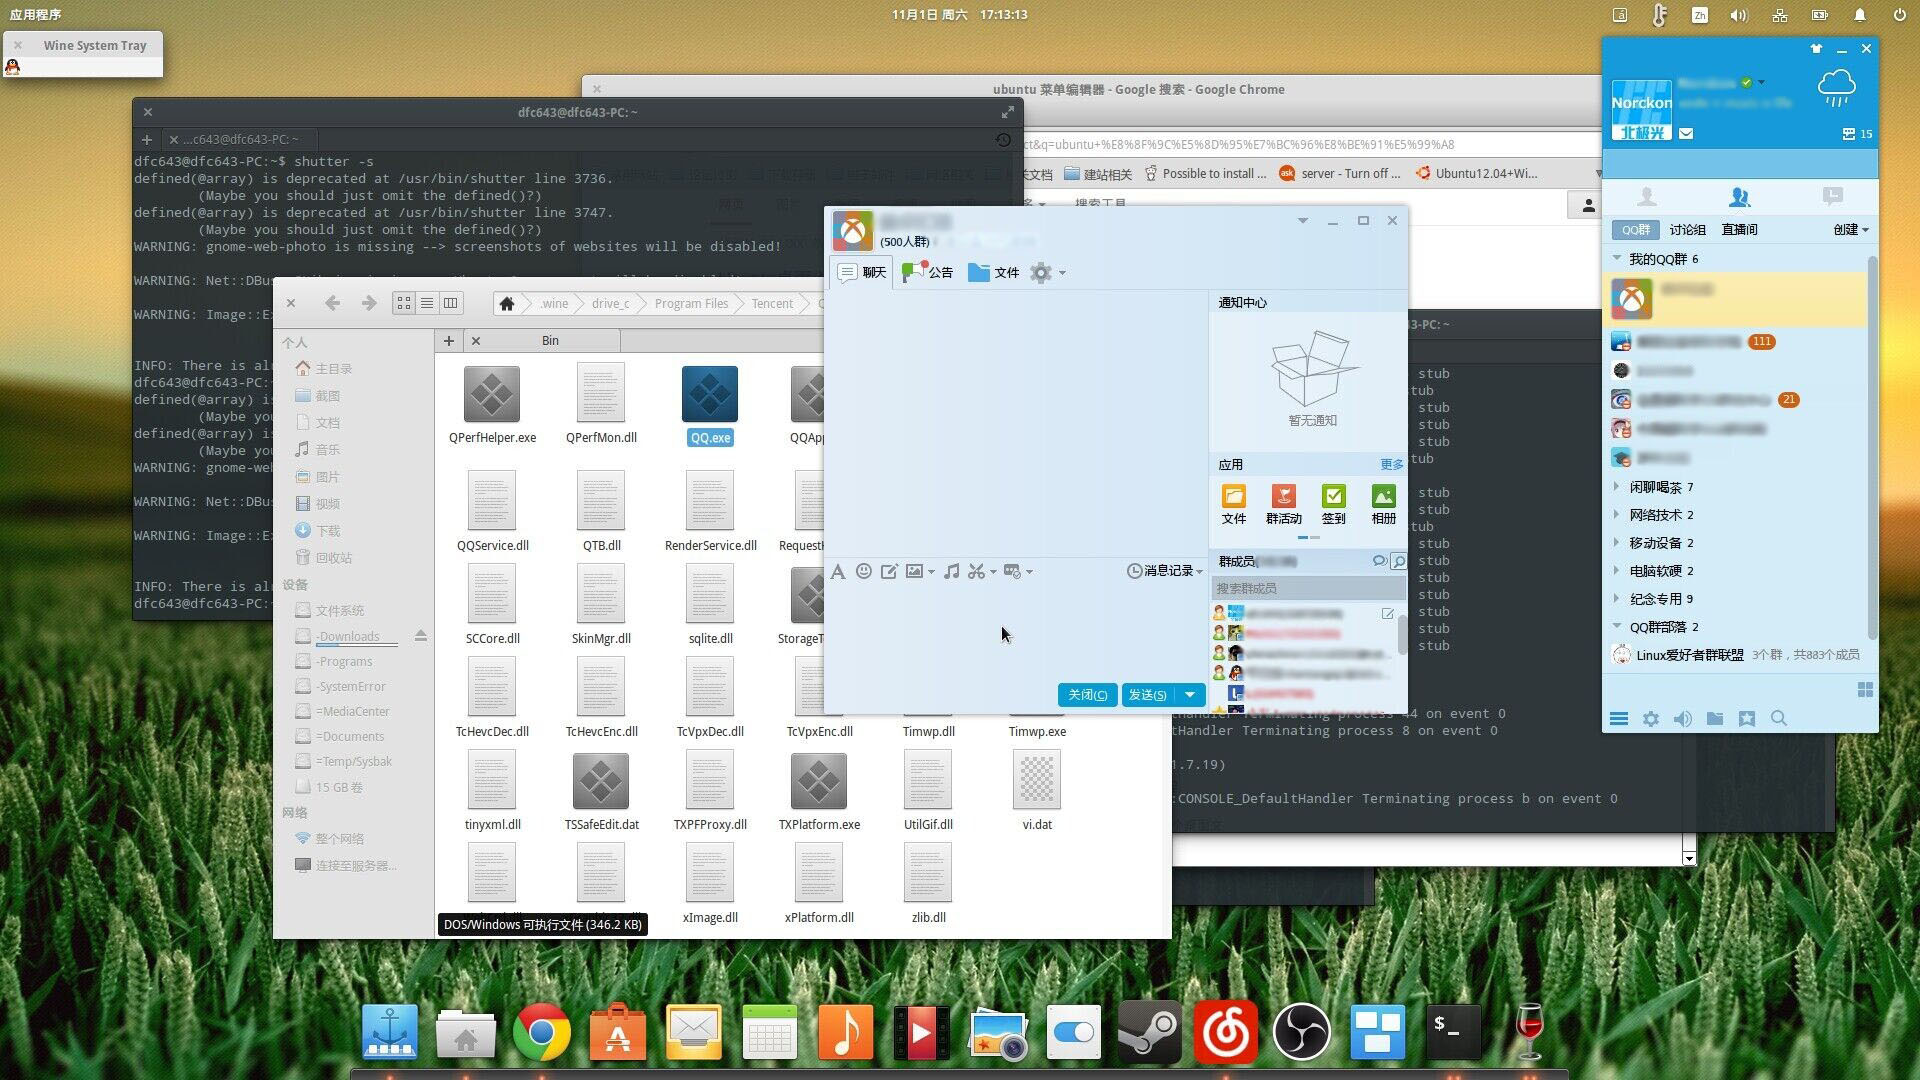 应用程序
11月1日 周六 17:13:13
Zh
Wine System Tray
ubuntu 菜单编辑器 - Google 搜索 - Google Chrome
ct&q=ubuntu+%E8%8F%9C%E5%8D%95%E7%BC%96%E8%BE%91%E5%99%A8
关文档 建站相关 Possible to install ... server - Turn off ... Ubuntu12.04+Wi...
搜索工具
dfc643@dfc643-PC: ~
...c643@dfc643-PC: ~
dfc643@dfc643-PC:~$ shutter -s
defined(@array) is deprecated at /usr/bin/shutter line 3736.
(Maybe you should just omit the defined()?)
defined(@array) is deprecated at /usr/bin/shutter line 3747.
(Maybe you should just omit the defined()?)
WARNING: gnome-web-photo is missing --> screenshots of websites will be disabled!
WARNING: Net::DBus
WARNING: Image::Ex
INFO: There is alr
dfc643@dfc643-PC:
defined(@array) is
(Maybe you
defined(@array) is
(Maybe you
WARNING: gnome-web
WARNING: Net::DBus
WARNING: Image::Ex
INFO: There is alr
dfc643@dfc643-PC:
.wine drive_c Program Files Tencent
Bin
个人
主目录
截图
文档
音乐
图片
视频
下载
回收站
设备
文件系统
-Downloads
-Programs
-SystemError
=MediaCenter
=Documents
=Temp/Sysbak
15 GB 卷
网络
整个网络
连接至服务器...
QPerfHelper.exe QPerfMon.dll QQ.exe QQApp
QQService.dll QTB.dll RenderService.dll RequestH
SCCore.dll SkinMgr.dll sqlite.dll StorageTo
TcHevcDec.dll TcHevcEnc.dll TcVpxDec.dll TcVpxEnc.dll Timwp.dll Timwp.exe
tinyxml.dll TSSafeEdit.dat TXPFProxy.dll TXPlatform.exe UtilGif.dll vi.dat
xImage.dll xPlatform.dll zlib.dll
DOS/Windows 可执行文件 (346.2 KB)
(500人群)
聊天 公告 文件
通知中心
暂无通知
应用 更多
文件 群活动 签到 相册
群成员
搜索群成员
消息记录
关闭(C) 发送(S)
43-PC: ~
stub
tub
stub
stub
stub
tub
stub
stub
tub
stub
stub
stub
stub
stub
stub
stub
tHandler Terminating process 44 on event 0
tHandler Terminating process 8 on event 0
1.7.19)
:CONSOLE_DefaultHandler Terminating process b on event 0
Norckon
北极光
15
QQ群 讨论组 直播间 创建
我的QQ群 6
111
21
闲聊喝茶 7
网络技术 2
移动设备 2
电脑软硬 2
纪念专用 9
QQ群部落 2
Linux爱好者群联盟 3个群，共883个成员
$ _